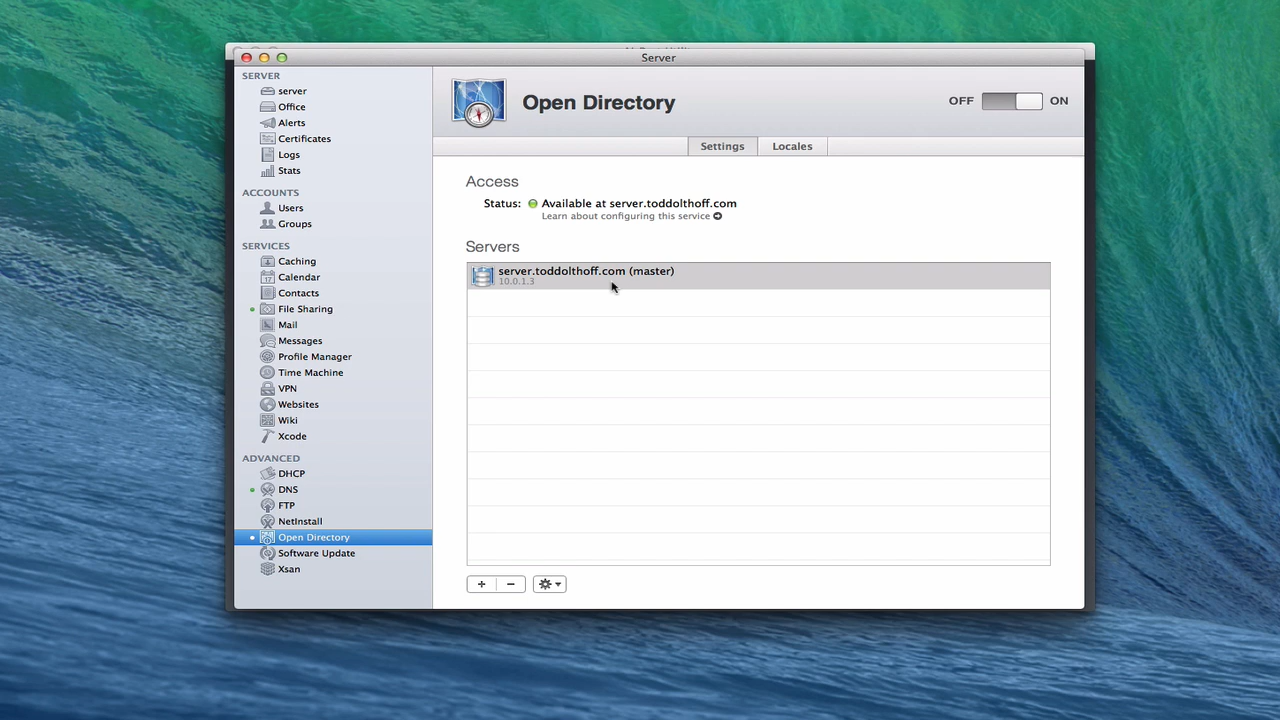 Server
SERVER
server
Office
Alerts
Certificates
Logs
Stats
ACCOUNTS
Users
Groups
SERVICES
Caching
17 Calendar
Contacts
File Sharing
Mail
Messages
Profile Manager
Time Machine
VPN
Websites
Wiki
Xcode
ADVANCED
DHCP
DNS
FTP
NetInstall
Open Directory
Software Update
Xsan
Open Directory
OFF ON
Settings Locales
Access
Status: Available at server.toddolthoff.com
Learn about configuring this service
Servers
server.toddolthoff.com (master)
10.0.1.3
+ −